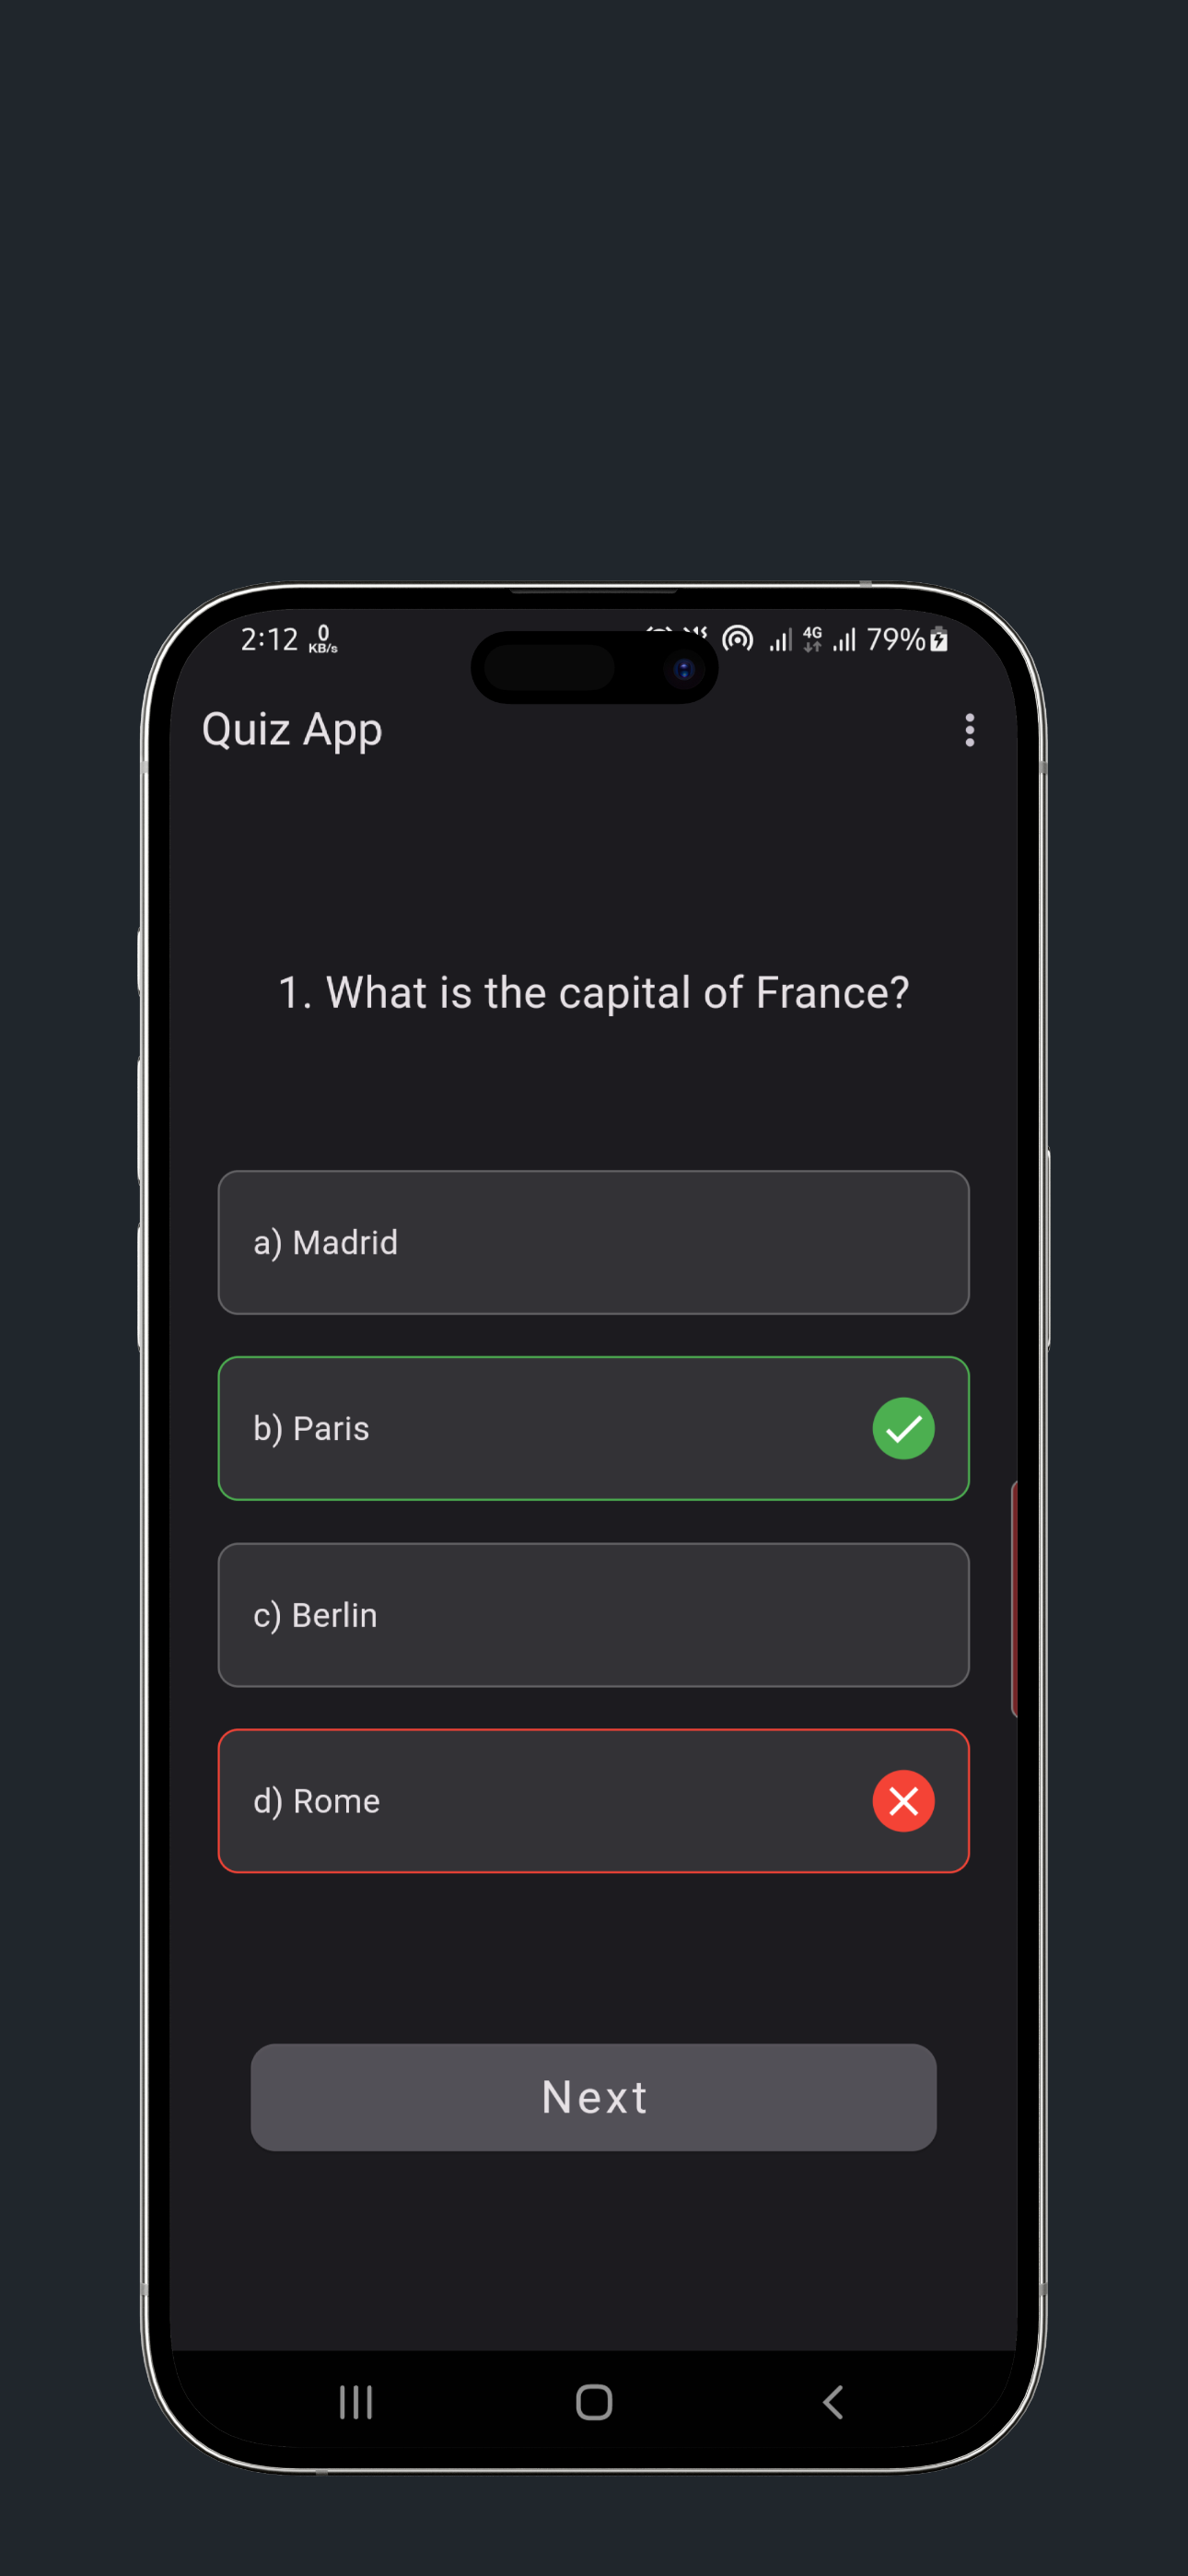 2:12 0 KB/s 4G 79%
Quiz App
1. What is the capital of France?
a) Madrid
b) Paris
c) Berlin
d) Rome
Next